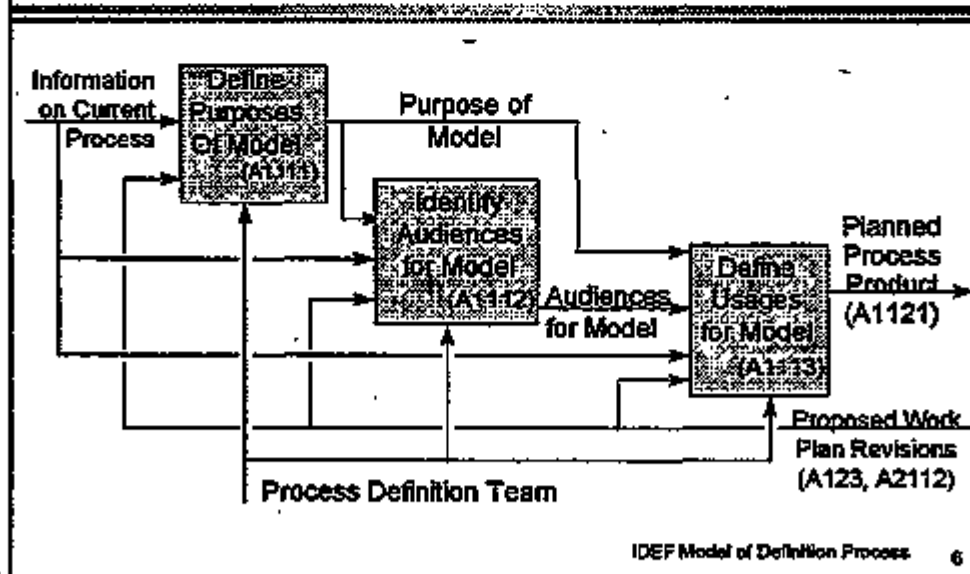 Information
on Current
Process
Define
Purposes
Of Model
(A1111)
Purpose of
Model
Identify
Audiences
for Model
(A1112)
Audiences
for Model
Define
Usages
for Model
(A1113)
Planned
Process
Product
(A1121)
Proposed Work
Plan Revisions
(A123, A2112)
Process Definition Team
IDEF Model of Definition Process
6